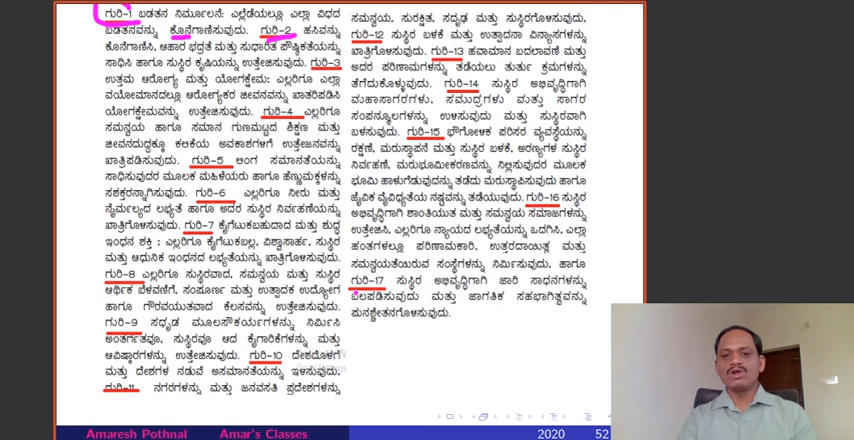 ಗುರಿ-1 ಬಡತನ ನಿರ್ಮೂಲನೆ: ಎಲ್ಲೆಡೆಯಲ್ಲೂ ಎಲ್ಲಾ ವಿಧದ
ಬಡತನವನ್ನು ಕೊನೆಗಾಣಿಸುವುದು. ಗುರಿ-2 ಹಸಿವನ್ನು
ಕೊನೆಗಾಣಿಸಿ, ಆಹಾರ ಭದ್ರತೆ ಮತ್ತು ಸುಧಾರಿತ ಪೌಷ್ಠಿಕತೆಯನ್ನು
ಸಾಧಿಸಿ ಹಾಗೂ ಸುಸ್ಥಿರ ಕೃಷಿಯನ್ನು ಉತ್ತೇಜಿಸುವುದು. ಗುರಿ-3
ಉತ್ತಮ ಆರೋಗ್ಯ ಮತ್ತು ಯೋಗಕ್ಷೇಮ: ಎಲ್ಲರಿಗೂ ಎಲ್ಲಾ
ವಯೋಮಾನದಲ್ಲೂ ಆರೋಗ್ಯಕರ ಜೀವನವನ್ನು ಖಾತರಿಪಡಿಸಿ
ಯೋಗಕ್ಷೇಮವನ್ನು ಉತ್ತೇಜಿಸುವುದು. ಗುರಿ-4 ಎಲ್ಲರಿಗೂ
ಸಮನ್ವಯ ಹಾಗೂ ಸಮಾನ ಗುಣಮಟ್ಟದ ಶಿಕ್ಷಣ ಮತ್ತು
ಜೀವನದುದ್ದಕ್ಕೂ ಕಲಿಕೆಯ ಅವಕಾಶಗಳಿಗೆ ಉತ್ತೇಜನವನ್ನು
ಖಾತ್ರಿಪಡಿಸುವುದು. ಗುರಿ-5 ಲಿಂಗ ಸಮಾನತೆಯನ್ನು
ಸಾಧಿಸುವುದರ ಮೂಲಕ ಮಹಿಳೆಯರು ಹಾಗೂ ಹೆಣ್ಣುಮಕ್ಕಳನ್ನು
ಸಶಕ್ತರನ್ನಾಗಿಸುವುದು. ಗುರಿ-6 ಎಲ್ಲರಿಗೂ ನೀರು ಮತ್ತು
ನೈರ್ಮಲ್ಯದ ಲಭ್ಯತೆ ಹಾಗೂ ಅದರ ಸುಸ್ಥಿರ ನಿರ್ವಹಣೆಯನ್ನು
ಖಾತ್ರಿಗೊಳಿಸುವುದು. ಗುರಿ-7 ಕೈಗೆಟುಕಬಹುದಾದ ಮತ್ತು ಶುದ್ಧ
ಇಂಧನ ಶಕ್ತಿ : ಎಲ್ಲರಿಗೂ ಕೈಗೆಟುಕಬಲ್ಲ, ವಿಶ್ವಾಸಾರ್ಹ, ಸುಸ್ಥಿರ
ಮತ್ತು ಆಧುನಿಕ ಇಂಧನದ ಲಭ್ಯತೆಯನ್ನು ಖಾತ್ರಿಗೊಳಿಸುವುದು.
ಗುರಿ-8 ಎಲ್ಲರಿಗೂ ಸುಸ್ಥಿರವಾದ, ಸಮನ್ವಯ ಮತ್ತು ಸುಸ್ಥಿರ
ಆರ್ಥಿಕ ಬೆಳವಣಿಗೆ, ಸಂಪೂರ್ಣ ಮತ್ತು ಉತ್ಪಾದಕ ಉದ್ಯೋಗ
ಹಾಗೂ ಗೌರವಯುತವಾದ ಕೆಲಸವನ್ನು ಉತ್ತೇಜಿಸುವುದು.
ಗುರಿ-9 ಸಧೃಢ ಮೂಲಸೌಕರ್ಯಗಳನ್ನು ನಿರ್ಮಿಸಿ
ಅಂತರ್ಗತವೂ, ಸುಸ್ಥಿರವೂ ಆದ ಕೈಗಾರಿಕೆಗಳನ್ನು ಮತ್ತು
ಆವಿಷ್ಕಾರಗಳನ್ನು ಉತ್ತೇಜಿಸುವುದು. ಗುರಿ-10 ದೇಶದೊಳಗೆ
ಮತ್ತು ದೇಶಗಳ ನಡುವೆ ಅಸಮಾನತೆಯನ್ನು ಇಳಿಸುವುದು.
ಗುರಿ-11 ನಗರಗಳನ್ನು ಮತ್ತು ಜನವಸತಿ ಪ್ರದೇಶಗಳನ್ನು
ಸಮನ್ವಯ, ಸುರಕ್ಷಿತ, ಸದೃಢ ಮತ್ತು ಸುಸ್ಥಿರಗೊಳಿಸುವುದು.
ಗುರಿ-12 ಸುಸ್ಥಿರ ಬಳಕೆ ಮತ್ತು ಉತ್ಪಾದನಾ ವಿನ್ಯಾಸಗಳನ್ನು
ಖಾತ್ರಿಗೊಳಿಸುವುದು. ಗುರಿ-13 ಹವಾಮಾನ ಬದಲಾವಣೆ ಮತ್ತು
ಅದರ ಪರಿಣಾಮಗಳನ್ನು ತಡೆಯಲು ತುರ್ತು ಕ್ರಮಗಳನ್ನು
ತೆಗೆದುಕೊಳ್ಳುವುದು. ಗುರಿ-14 ಸುಸ್ಥಿರ ಅಭಿವೃದ್ಧಿಗಾಗಿ
ಮಹಾಸಾಗರಗಳು, ಸಮುದ್ರಗಳು ಮತ್ತು ಸಾಗರ
ಸಂಪನ್ಮೂಲಗಳನ್ನು ಉಳಿಸುವುದು ಮತ್ತು ಸುಸ್ಥಿರವಾಗಿ
ಬಳಸುವುದು. ಗುರಿ-15 ಭೌಗೋಳಿಕ ಪರಿಸರ ವ್ಯವಸ್ಥೆಯನ್ನು
ರಕ್ಷಣೆ, ಮರುಸ್ಥಾಪನೆ ಮತ್ತು ಸುಸ್ಥಿರ ಬಳಕೆ, ಅರಣ್ಯಗಳ ಸುಸ್ಥಿರ
ನಿರ್ವಹಣೆ, ಮರುಭೂಮೀಕರಣವನ್ನು ನಿಲ್ಲಿಸುವುದರ ಮೂಲಕ
ಭೂಮಿ ಹಾಳುಗೆಡುವುದನ್ನು ತಡೆದು ಮರುಸ್ಥಾಪಿಸುವುದು ಹಾಗೂ
ಜೈವಿಕ ವೈವಿಧ್ಯತೆಯ ನಷ್ಟವನ್ನು ತಡೆಯುವುದು. ಗುರಿ-16 ಸುಸ್ಥಿರ
ಅಭಿವೃದ್ಧಿಗಾಗಿ ಶಾಂತಿಯುತ ಮತ್ತು ಸಮನ್ವಯ ಸಮಾಜಗಳನ್ನು
ಉತ್ತೇಜಿಸಿ, ಎಲ್ಲರಿಗೂ ನ್ಯಾಯದ ಲಭ್ಯತೆಯನ್ನು ಒದಗಿಸಿ, ಎಲ್ಲಾ
ಹಂತಗಳಲ್ಲೂ ಪರಿಣಾಮಕಾರಿ, ಉತ್ತರದಾಯಿತ್ವ ಮತ್ತು
ಸಮನ್ವಯತೆಯಿರುವ ಸಂಸ್ಥೆಗಳನ್ನು ನಿರ್ಮಿಸುವುದು, ಹಾಗೂ
ಗುರಿ-17 ಸುಸ್ಥಿರ ಅಭಿವೃದ್ಧಿಗಾಗಿ ಜಾರಿ ಸಾಧನಗಳನ್ನು
ಬಲಪಡಿಸುವುದು ಮತ್ತು ಜಾಗತಿಕ ಸಹಭಾಗಿತ್ವವನ್ನು
ಪುನಶ್ಚೇತನಗೊಳಿಸುವುದು.
Amaresh Pothnal Amar's Classes 2020 52